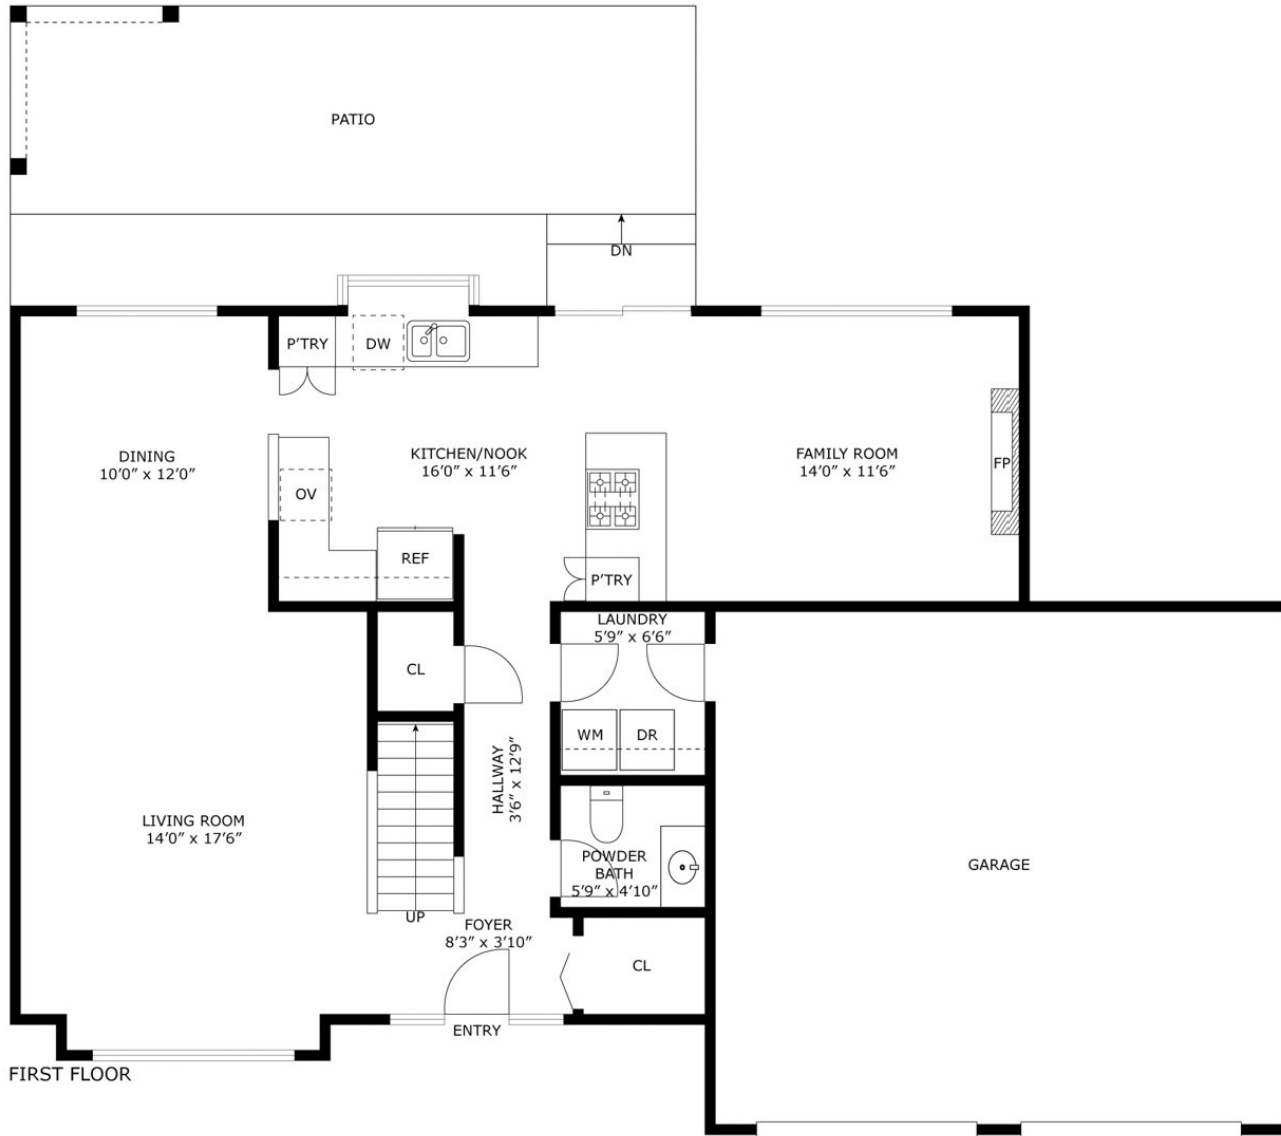 PATIO
DN
P'TRY
DW
DINING
10'0" x 12'0"
KITCHEN/NOOK
16'0" x 11'6"
FAMILY ROOM
14'0" x 11'6"
FP
OV
REF
P'TRY
LAUNDRY
5'9" x 6'6"
CL
WM
DR
HALLWAY
3'6" x 12'9"
LIVING ROOM
14'0" x 17'6"
POWDER
BATH
5'9" x 4'10"
GARAGE
UP
FOYER
8'3" x 3'10"
CL
ENTRY
FIRST FLOOR